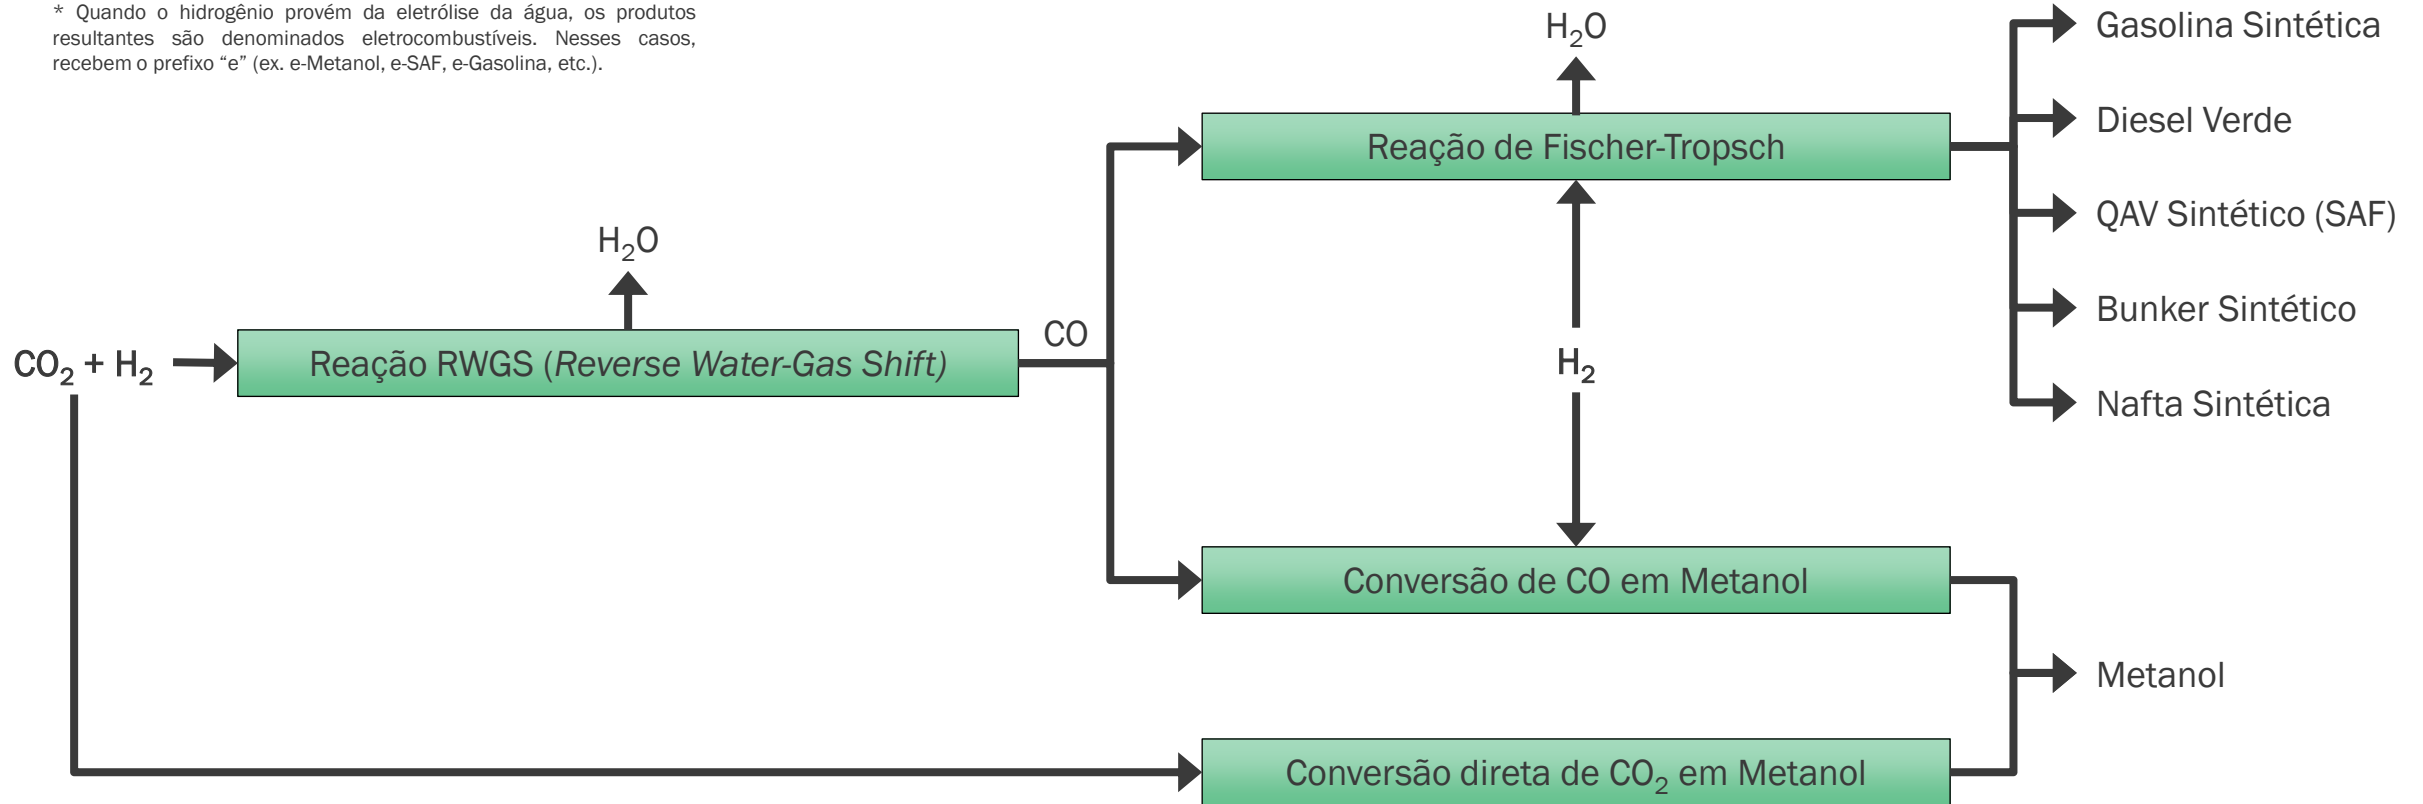 * Quando o hidrogênio provém da eletrólise da água, os produtos
resultantes são denominados eletrocombustíveis. Nesses casos,
recebem o prefixo “e” (ex. e-Metanol, e-SAF, e-Gasolina, etc.).
H₂O
Gasolina Sintética
Diesel Verde
Reação de Fischer-Tropsch
QAV Sintético (SAF)
H₂O
Bunker Sintético
CO
CO₂ + H₂
Reação RWGS (Reverse Water-Gas Shift)
H₂
Nafta Sintética
Conversão de CO em Metanol
Metanol
Conversão direta de CO₂ em Metanol